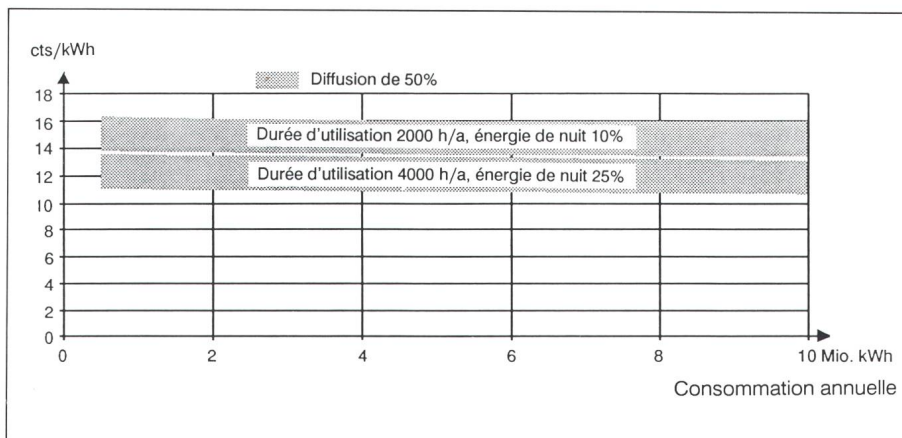 cts/kWh
Diffusion de 50%
18
16
Durée d'utilisation 2000 h/a, énergie de nuit 10%
14
Durée d'utilisation 4000 h/a, énergie de nuit 25%
12
10
8
6
4
2
0
0 2 4 6 8 10 Mio. kWh
Consommation annuelle